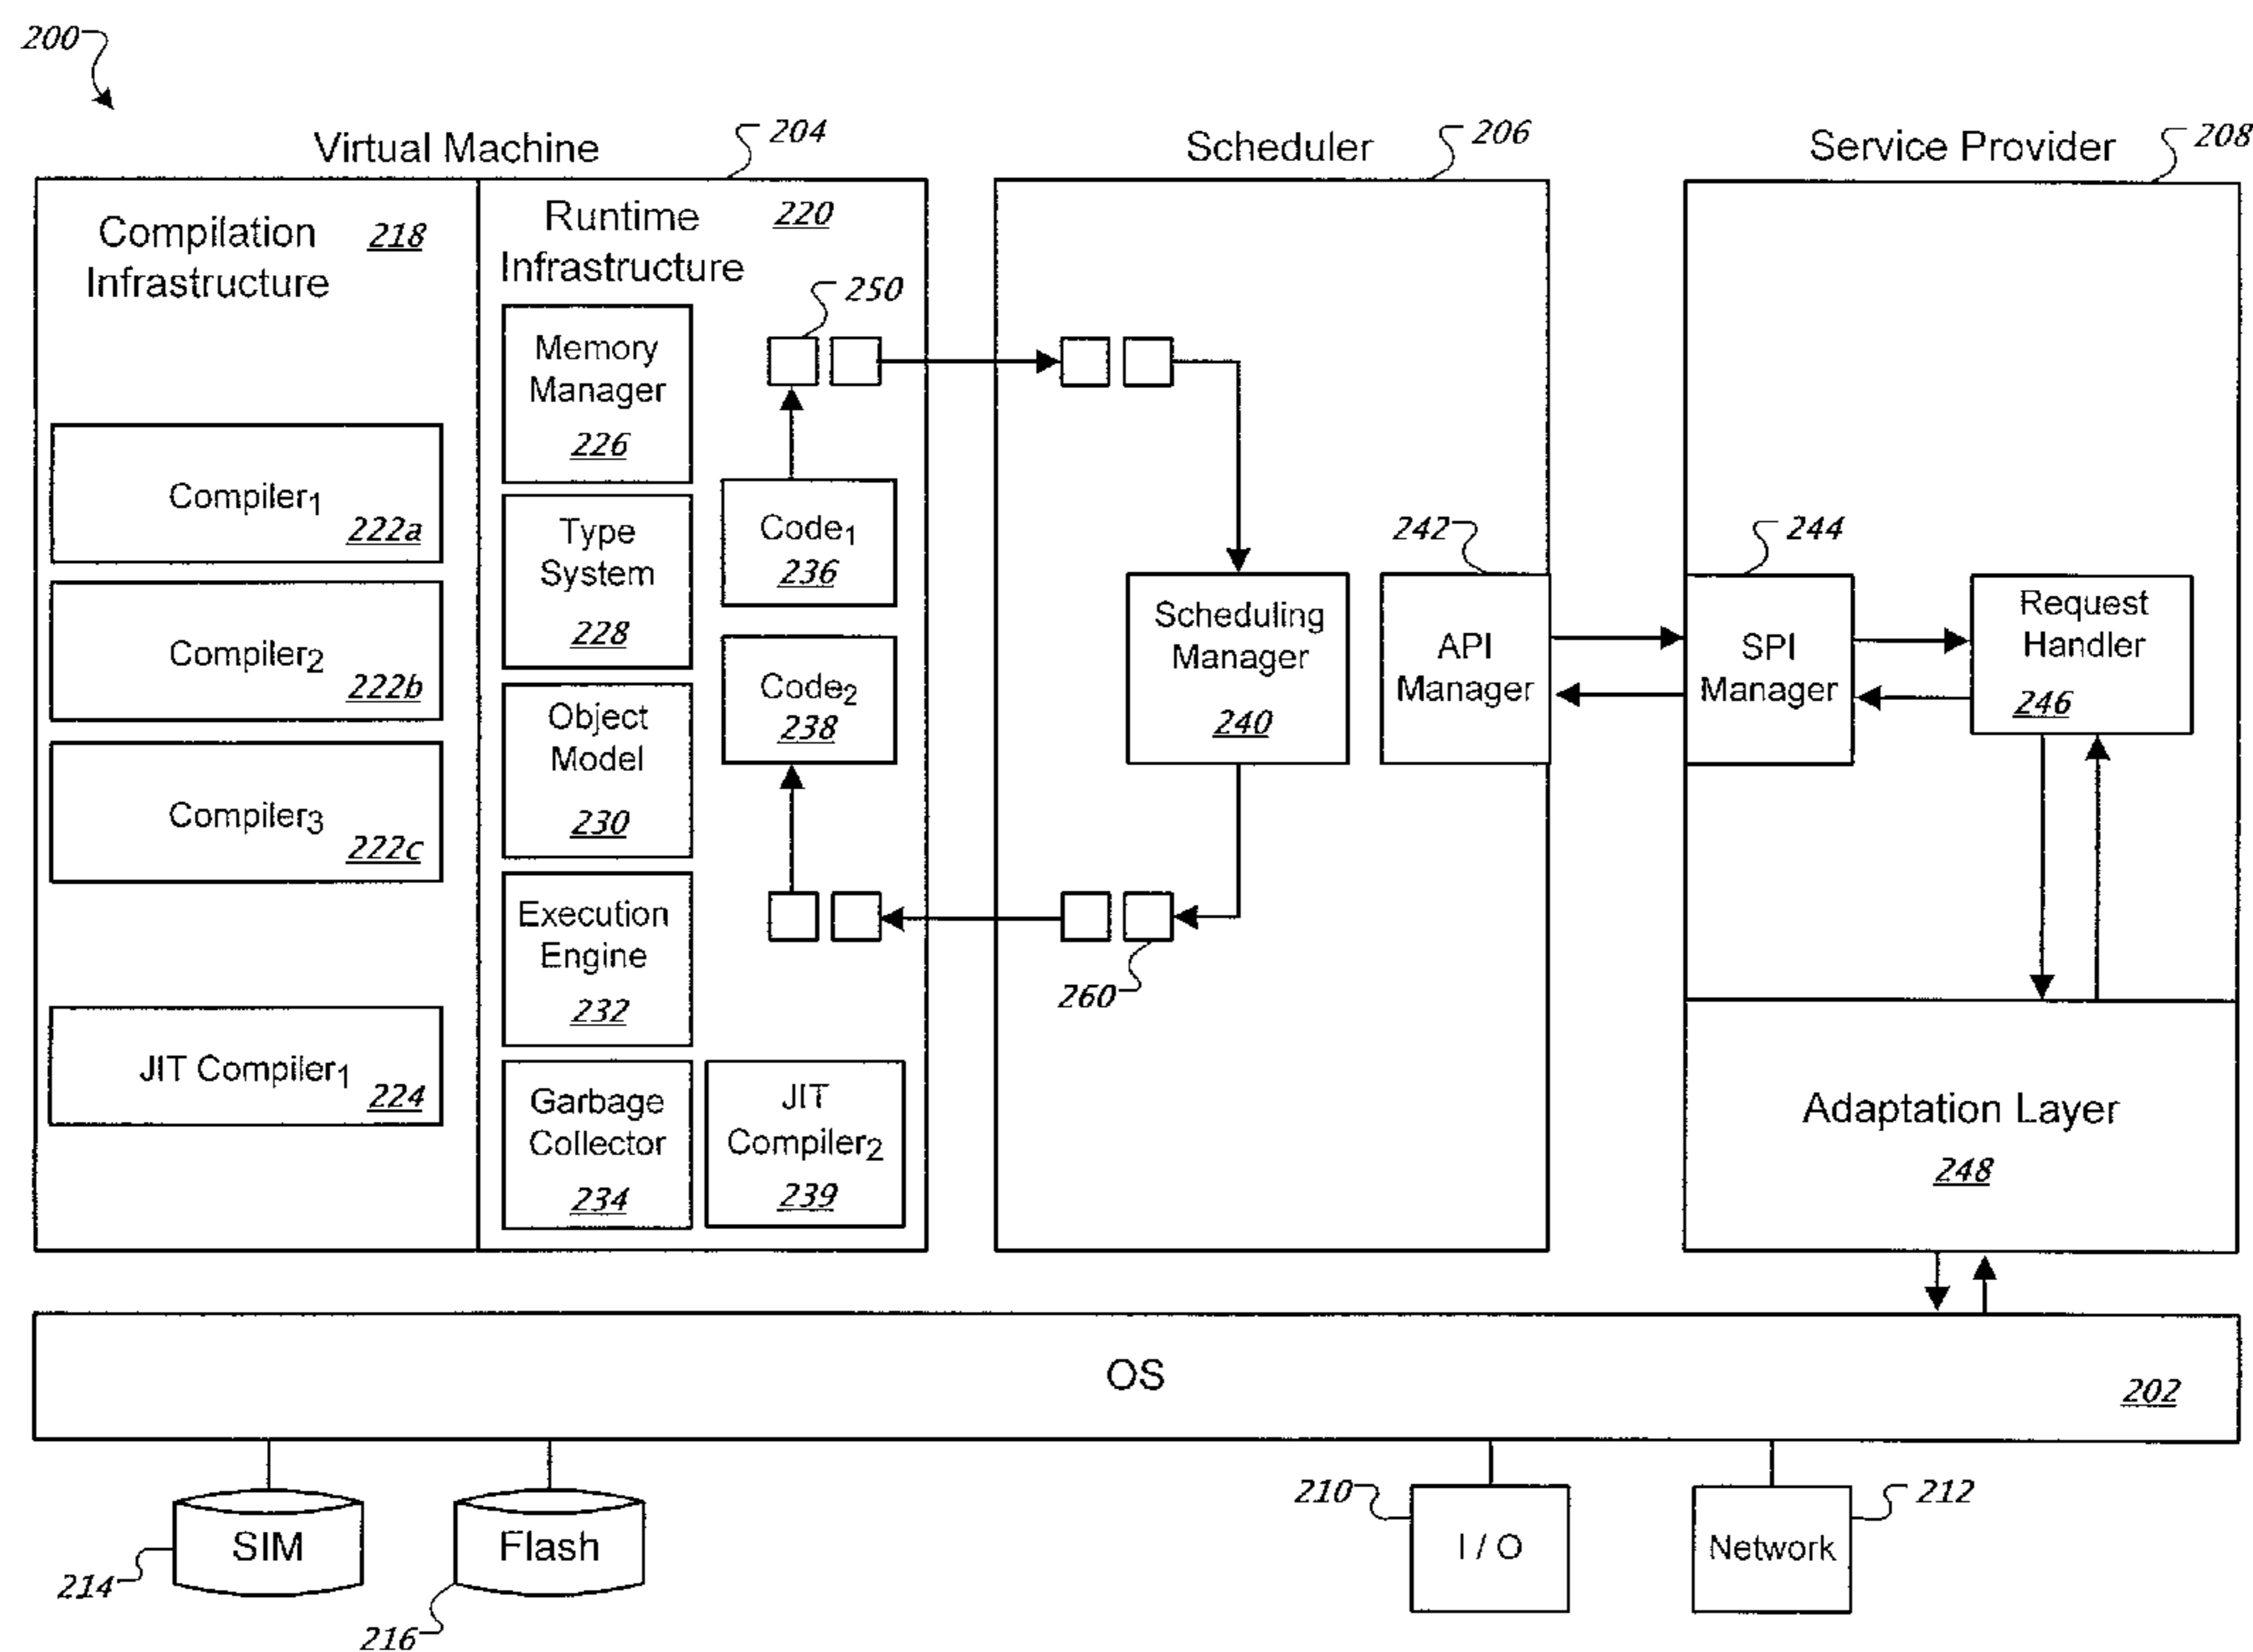 200
Virtual Machine
204
Scheduler
206
Service Provider
208
Compilation
Infrastructure
218
Compiler1
222a
Compiler2
222b
Compiler3
222c
JIT Compiler1
224
Runtime
Infrastructure
220
Memory
Manager
226
Type
System
228
Object
Model
230
Execution
Engine
232
Garbage
Collector
234
250
Code1
236
Code2
238
JIT
Compiler2
239
Scheduling
Manager
240
260
242
API
Manager
244
SPI
Manager
Request
Handler
246
Adaptation Layer
248
OS
202
SIM
214
Flash
216
210
I / O
Network
212